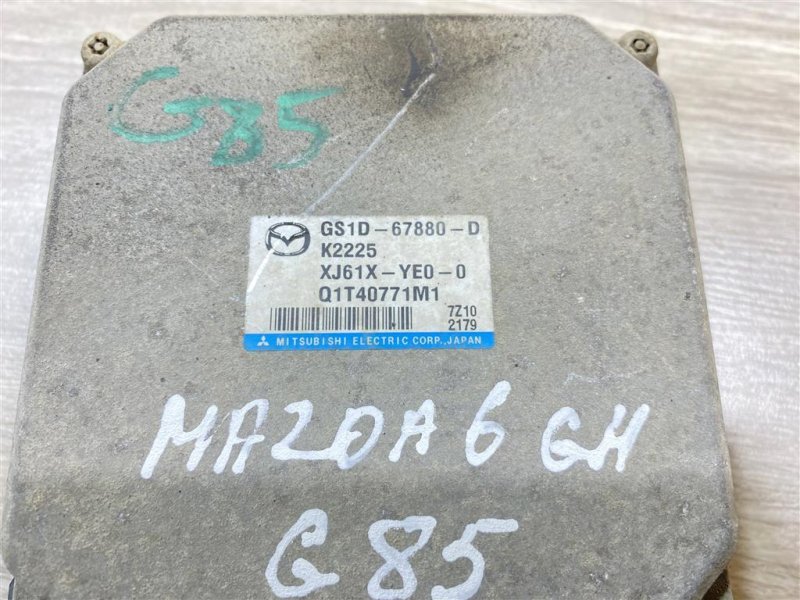 G85
GS1D-67880-D
K2225
XJ61X-YE0-0
Q1T40771M1
7Z10
2179
MITSUBISHI ELECTRIC CORP., JAPAN
MAZDA 6 GH
G85